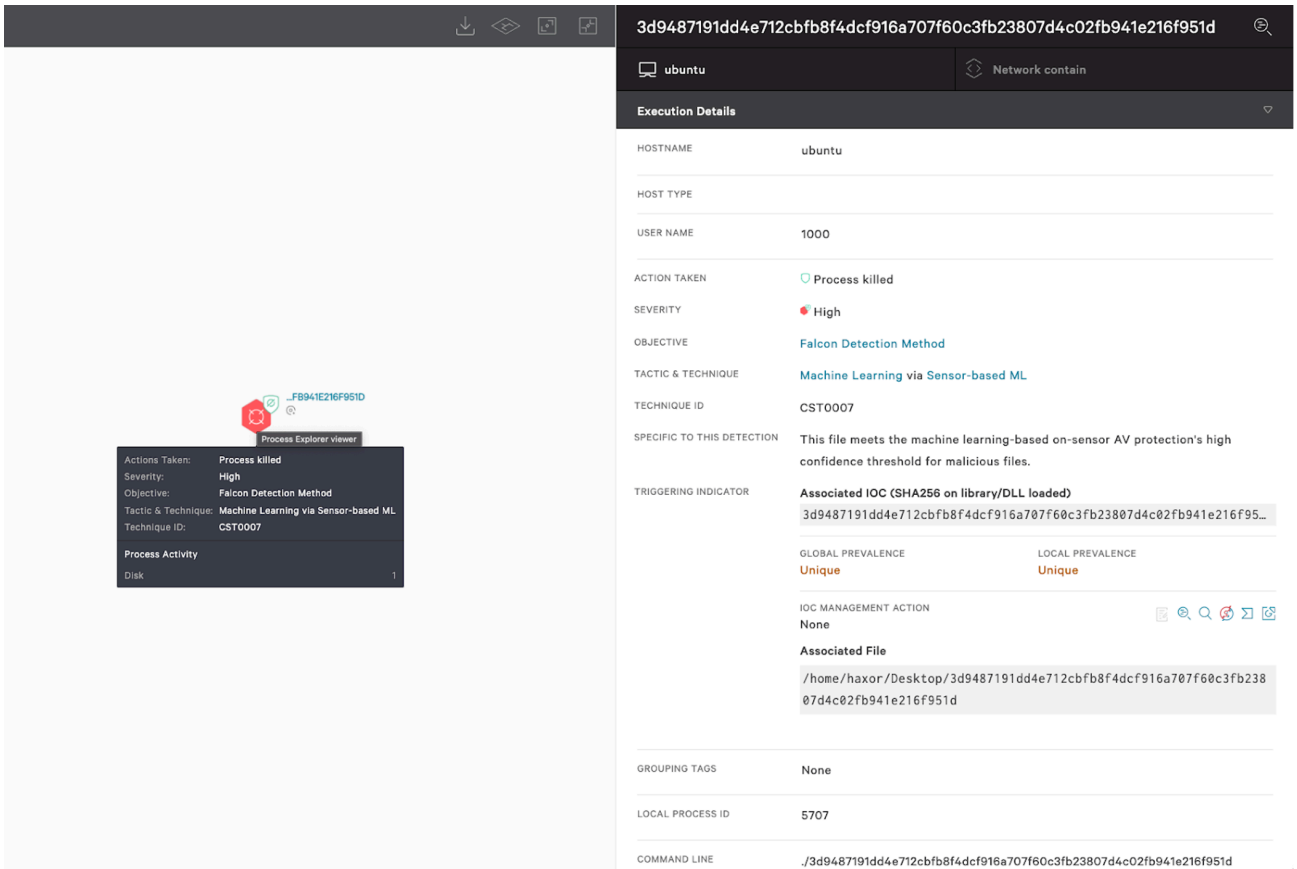 3d9487191dd4e712cbfb8f4dcf916a707f60c3fb23807d4c02fb941e216f951d
ubuntu
Network contain
Execution Details
HOSTNAME ubuntu
HOST TYPE
USER NAME 1000
ACTION TAKEN Process killed
SEVERITY High
OBJECTIVE Falcon Detection Method
TACTIC & TECHNIQUE Machine Learning via Sensor-based ML
TECHNIQUE ID CST0007
SPECIFIC TO THIS DETECTION This file meets the machine learning-based on-sensor AV protection's high
confidence threshold for malicious files.
TRIGGERING INDICATOR Associated IOC (SHA256 on library/DLL loaded)
3d9487191dd4e712cbfb8f4dcf916a707f60c3fb23807d4c02fb941e216f95…
GLOBAL PREVALENCE LOCAL PREVALENCE
Unique Unique
IOC MANAGEMENT ACTION
None
Associated File
/home/haxor/Desktop/3d9487191dd4e712cbfb8f4dcf916a707f60c3fb238
07d4c02fb941e216f951d
GROUPING TAGS None
LOCAL PROCESS ID 5707
COMMAND LINE ./3d9487191dd4e712cbfb8f4dcf916a707f60c3fb23807d4c02fb941e216f951d
…FB941E216F951D
Process Explorer viewer
Actions Taken: Process killed
Severity: High
Objective: Falcon Detection Method
Tactic & Technique: Machine Learning via Sensor-based ML
Technique ID: CST0007
Process Activity
Disk 1